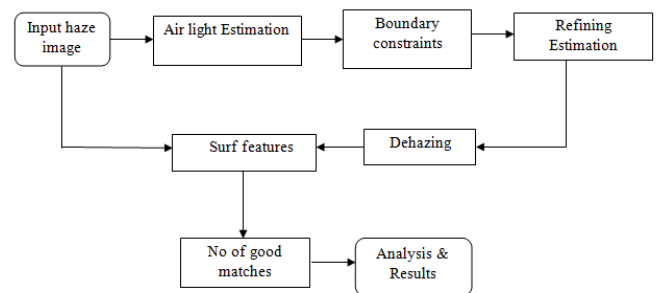 Input haze
image
Air light Estimation
Boundary
constraints
Refining
Estimation
Surf features
Dehazing
No of good
matches
Analysis &
Results